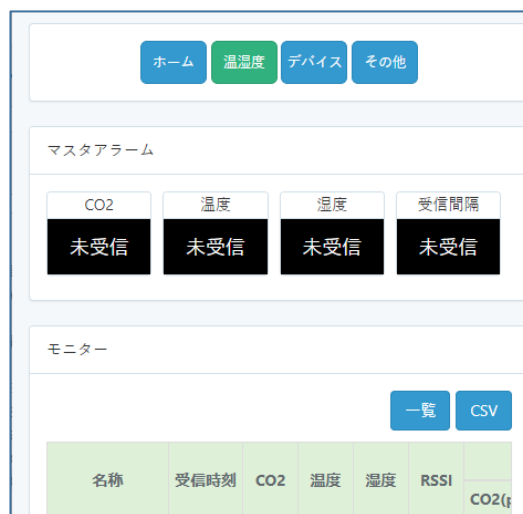 ホーム 温湿度 デバイス その他
マスタアラーム
CO2 温度 湿度 受信間隔
未受信 未受信 未受信 未受信
モニター
一覧 CSV
名称 受信時刻 CO2 温度 湿度 RSSI
CO2(p